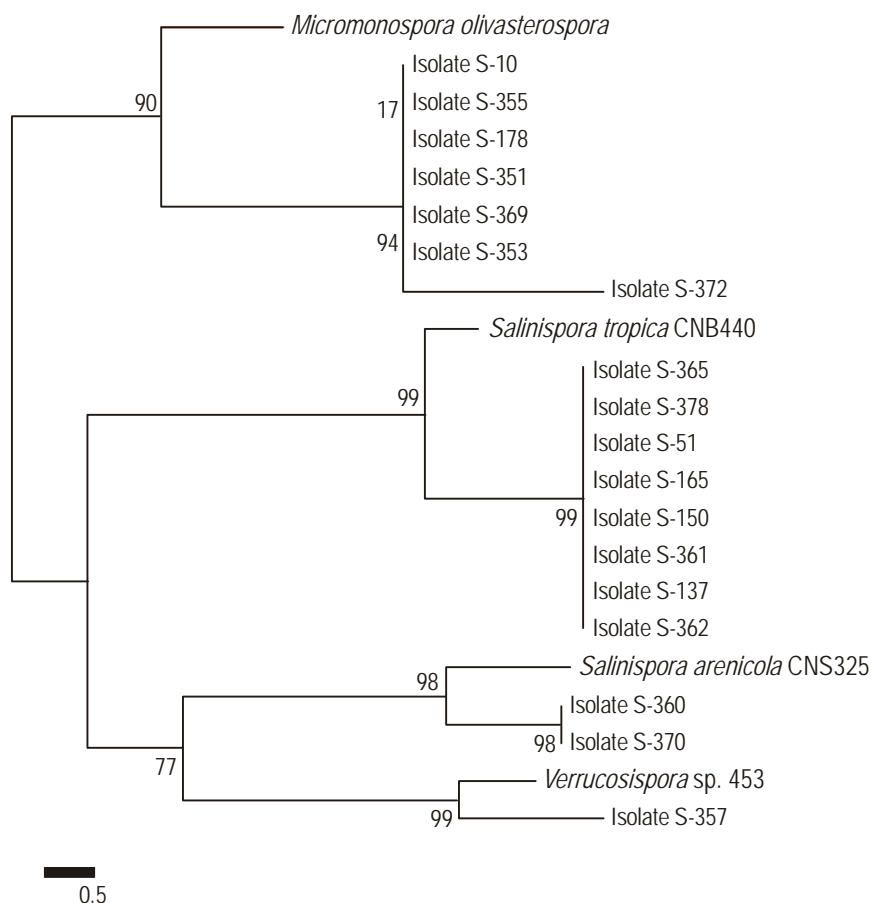 Micromonospora olivasterospora
Isolate S-10
90
17
Isolate S-355
Isolate S-178
Isolate S-351
Isolate S-369
94
Isolate S-353
Isolate S-372
Salinispora tropica CNB440
Isolate S-365
99
Isolate S-378
Isolate S-51
Isolate S-165
99
Isolate S-150
Isolate S-361
Isolate S-137
Isolate S-362
Salinispora arenicola CNS325
98
Isolate S-360
98
Isolate S-370
77
Verrucosispora sp. 453
99
Isolate S-357
0.5